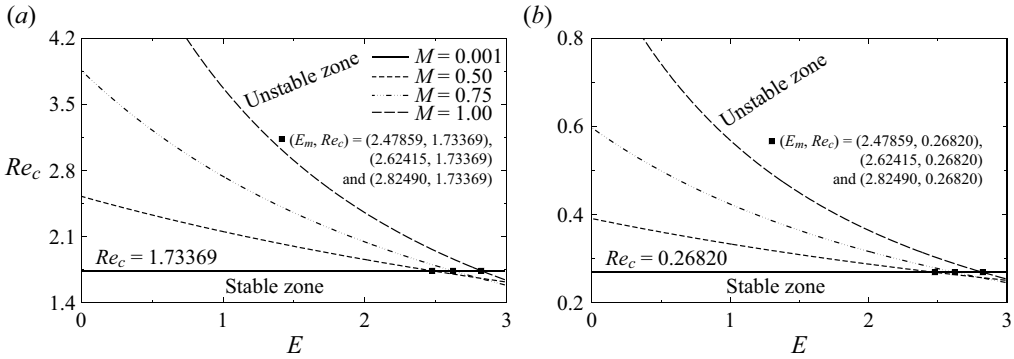 (a)
4.2
3.5
2.8
2.1
1.4
Re_c
0
1
2
3
E
Unstable zone
M = 0.001
M = 0.50
M = 0.75
M = 1.00
(E_m, Re_c) = (2.47859, 1.73369),
(2.62415, 1.73369)
and (2.82490, 1.73369)
Re_c = 1.73369
Stable zone
(b)
0.8
0.6
0.4
0.2
0
1
2
3
E
Unstable zone
(E_m, Re_c) = (2.47859, 0.26820),
(2.62415, 0.26820)
and (2.82490, 0.26820)
Re_c = 0.26820
Stable zone